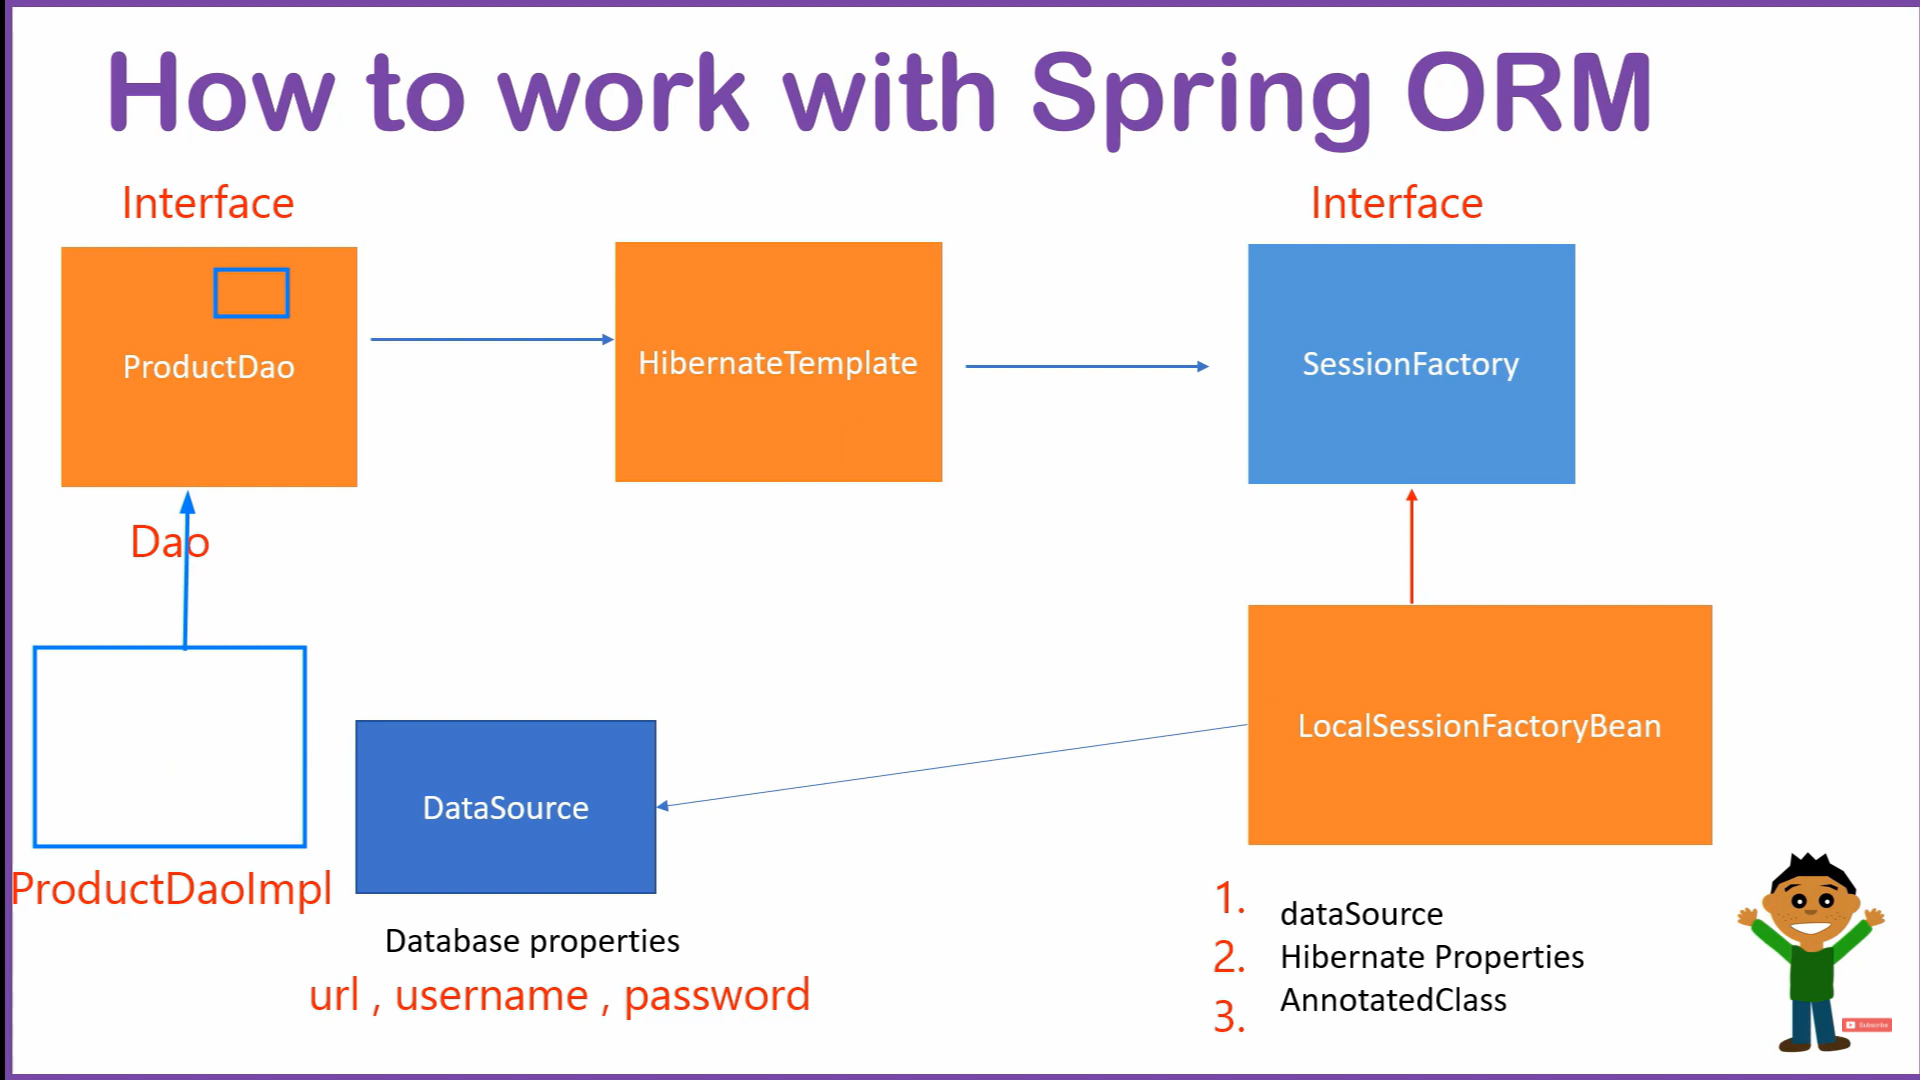 How to work with Spring ORM
Interface
Interface
ProductDao
HibernateTemplate
SessionFactory
Dao
LocalSessionFactoryBean
DataSource
ProductDaoImpl
Database properties
url , username , password
1. dataSource
2. Hibernate Properties
3. AnnotatedClass
Subscribe